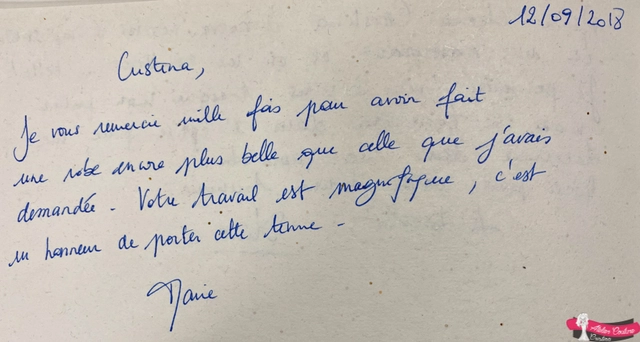 12/09/2018
Cristina,
Je vous remercie mille fois pour avoir fait
une robe encore plus belle que celle que j'avais
demandée. Votre travail est magnifique, c'est
un honneur de porter cette tenue.
Marie
Atelier Couture
Cristina